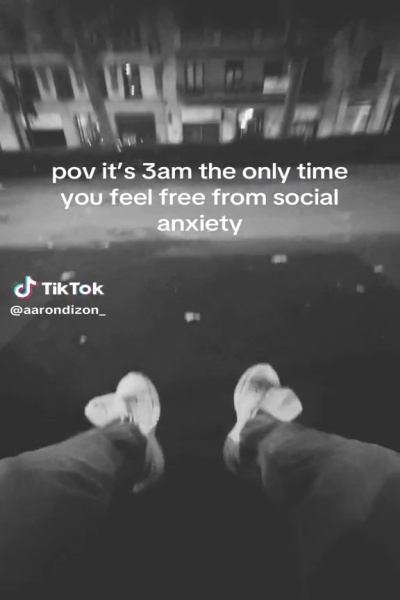 pov it's 3am the only time
you feel free from social
anxiety
TikTok
@aarondizon_